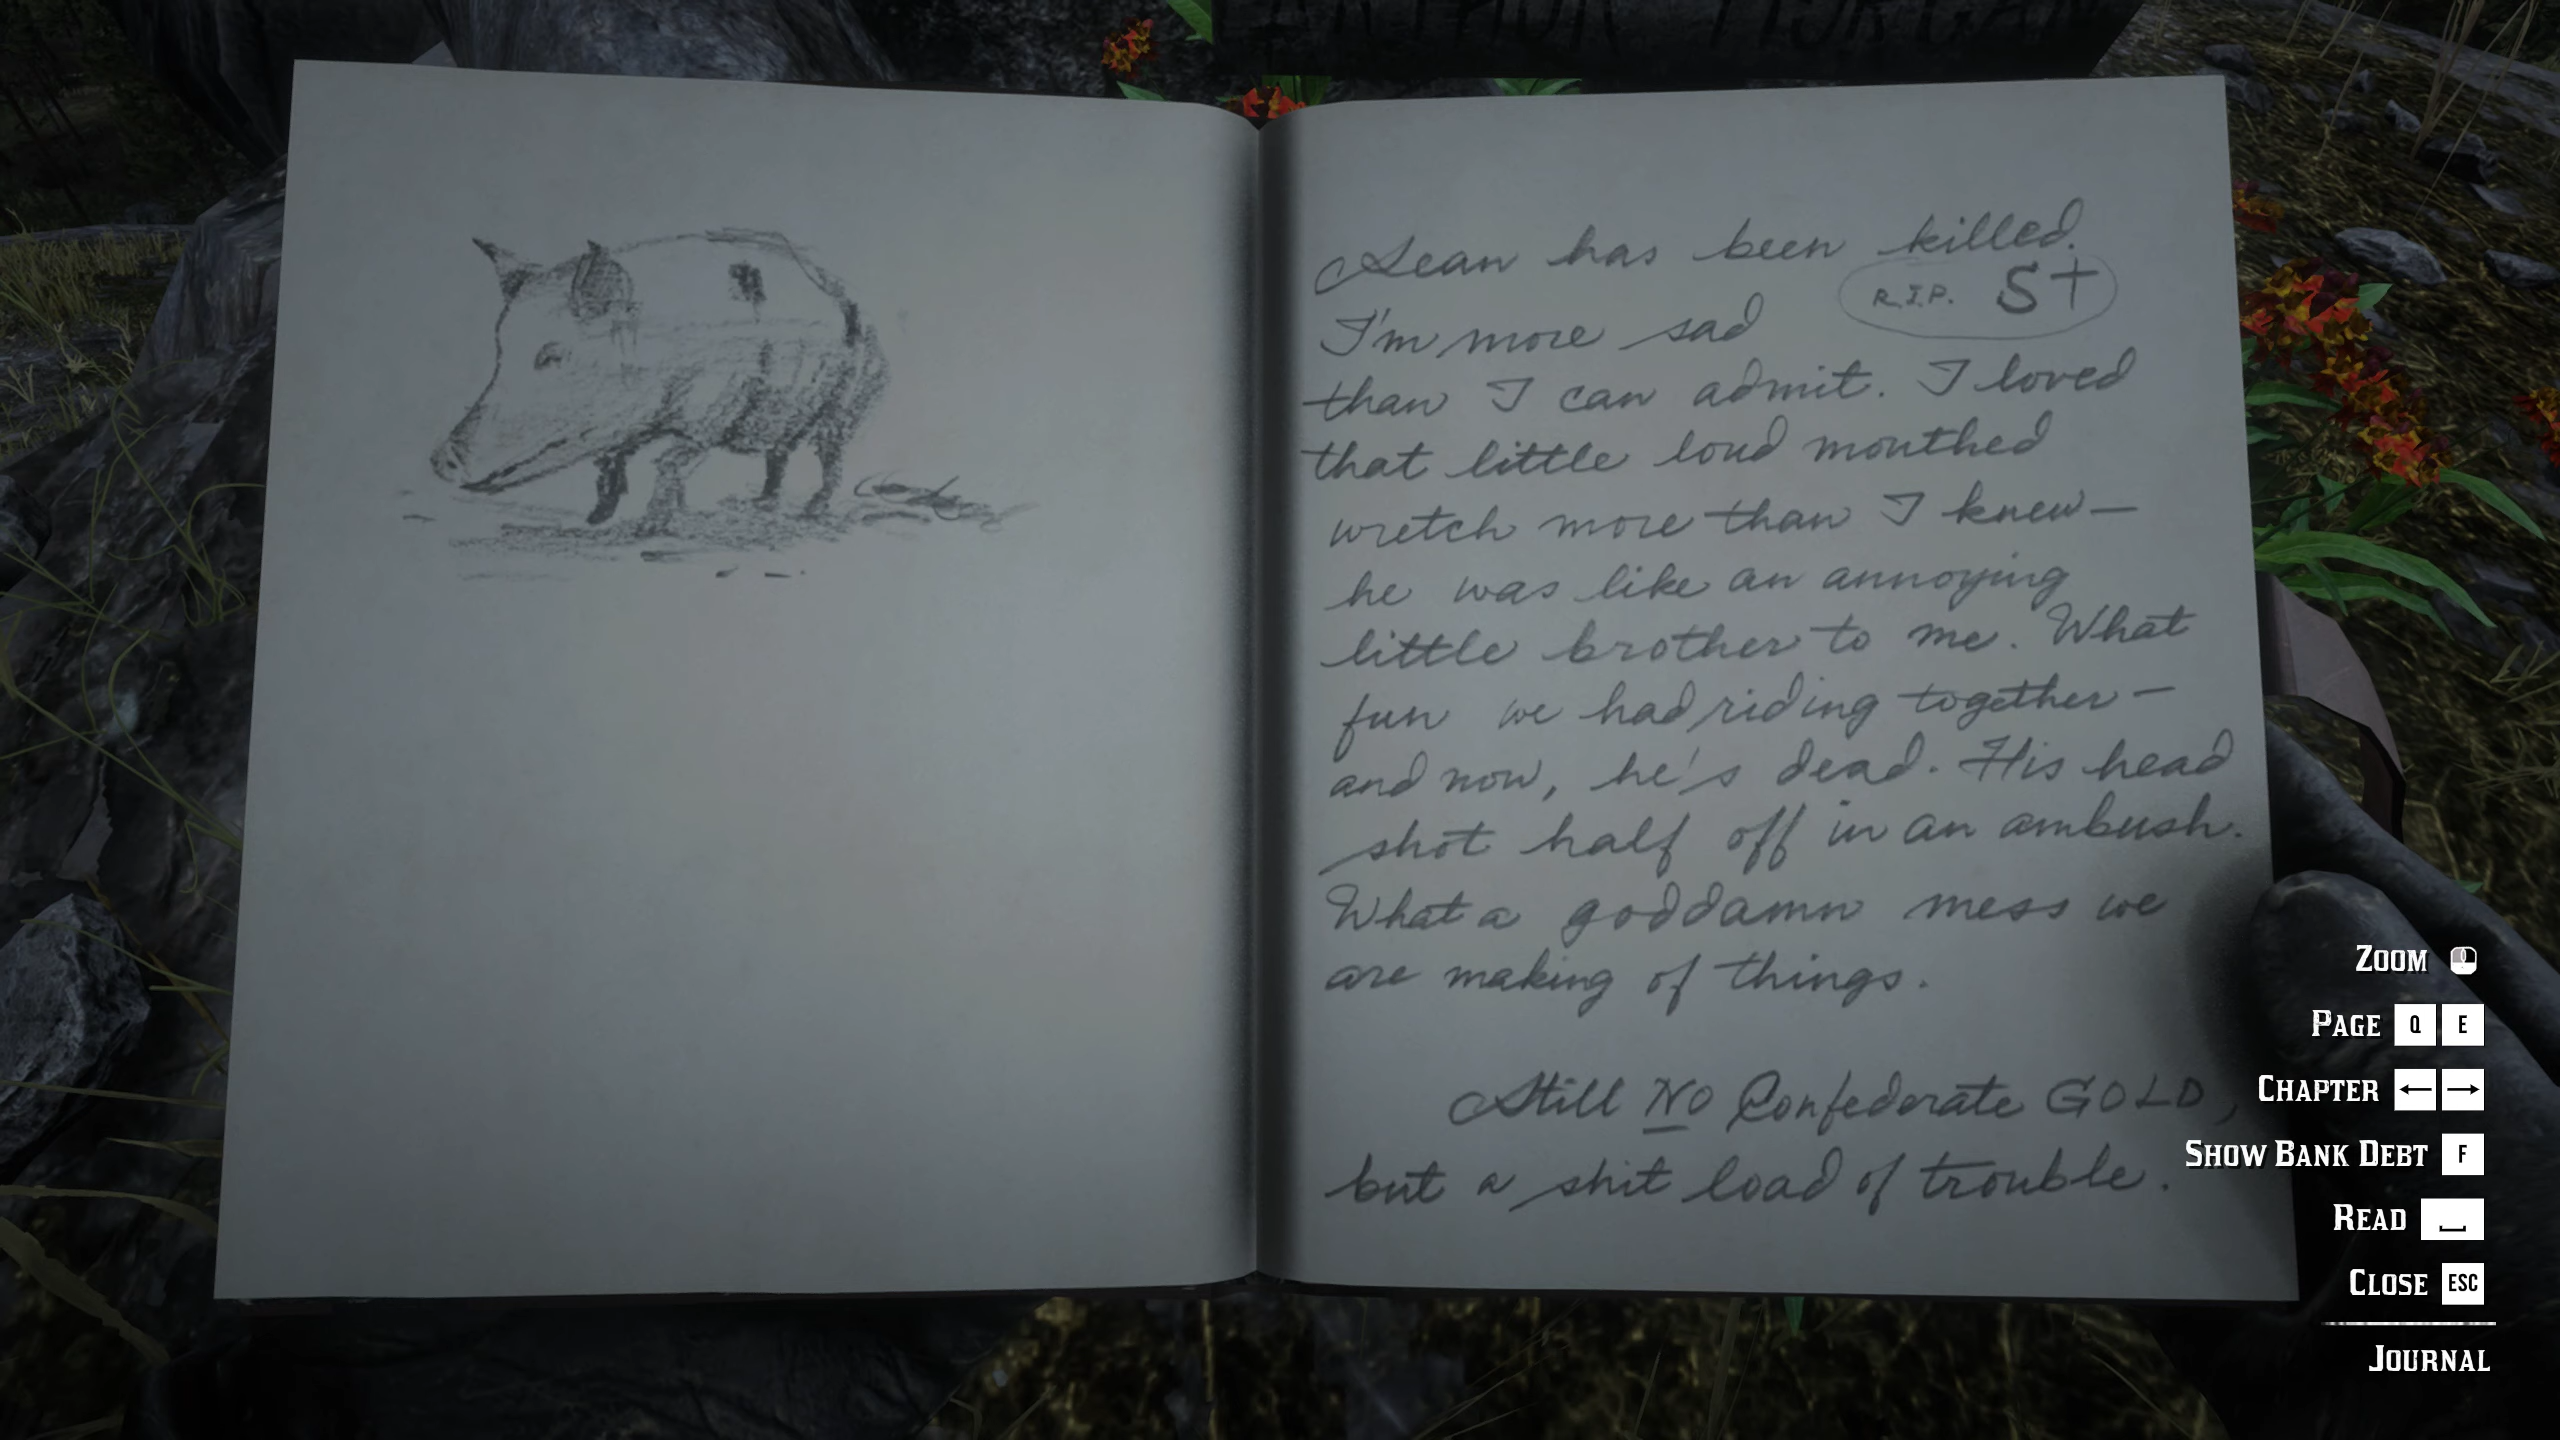 ARTHUR MORGAN
Sean has been killed.
R.I.P. S†
I'm more sad
than I can admit. I loved
that little loud mouthed
wretch more than I knew—
he was like an annoying
little brother to me. What
fun we had riding together—
and now, he's dead. His head
shot half off in an ambush.
What a goddamn mess we
are making of things.
Still No Confederate GOLD,
but a shit load of trouble.
ZOOM
PAGE Q E
CHAPTER ← →
SHOW BANK DEBT F
READ
CLOSE ESC
JOURNAL